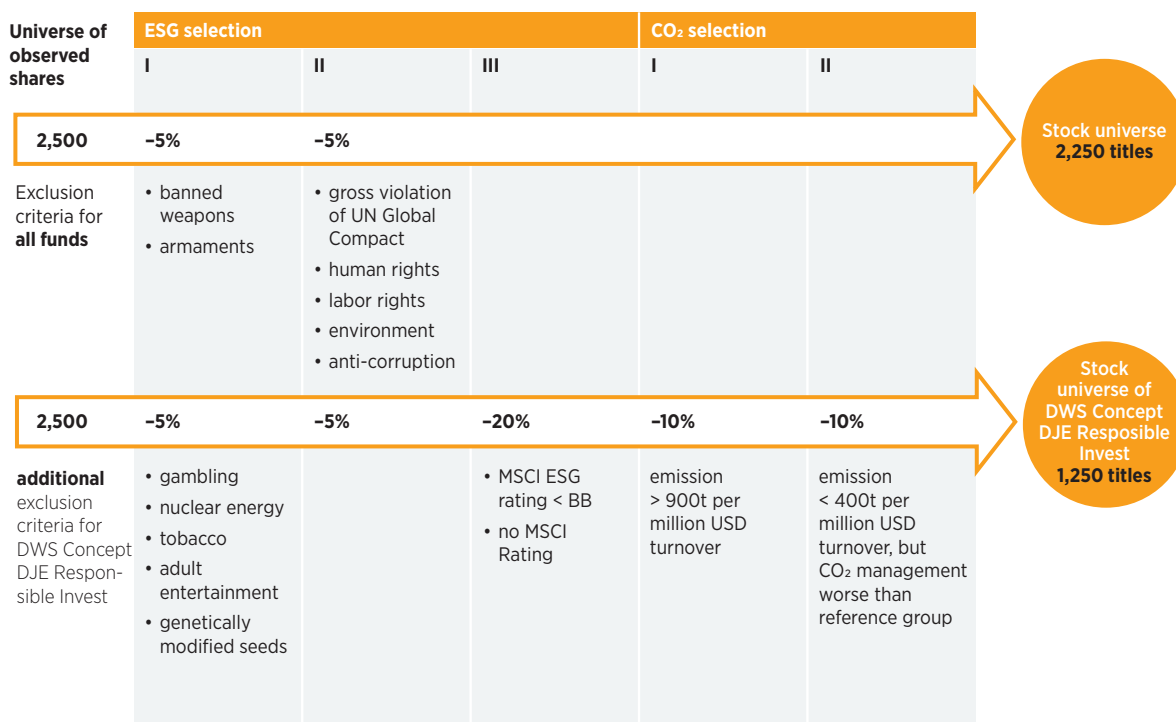 Universe of
observed
shares
ESG selection
CO₂ selection
I
II
III
I
II
2,500
–5%
–5%
Stock universe
2,250 titles
Exclusion
criteria for
all funds
• banned
weapons
• armaments
• gross violation
of UN Global
Compact
• human rights
• labor rights
• environment
• anti-corruption
2,500
–5%
–5%
–20%
–10%
–10%
Stock
universe of
DWS Concept
DJE Resposible
Invest
1,250 titles
additional
exclusion
criteria for
DWS Concept
DJE Respon-
sible Invest
• gambling
• nuclear energy
• tobacco
• adult
entertainment
• genetically
modified seeds
• MSCI ESG
rating < BB
• no MSCI
Rating
emission
> 900t per
million USD
turnover
emission
< 400t per
million USD
turnover, but
CO₂ management
worse than
reference group